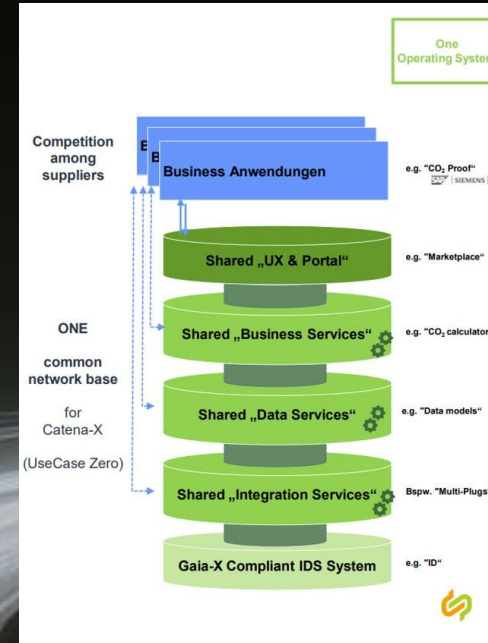 One
Operating System
Competition
among
suppliers
B
B
Business Anwendungen
e.g. "CO₂ Proof“
SAP SIEMENS
Shared „UX & Portal“
e.g. "Marketplace“
ONE
common
network base
for
Catena-X
(UseCase Zero)
Shared „Business Services“
e.g. "CO₂ calculator
Shared „Data Services“
e.g. "Data models“
Shared „Integration Services“
Bspw. "Multi-Plugs
Gaia-X Compliant IDS System
e.g. "ID“